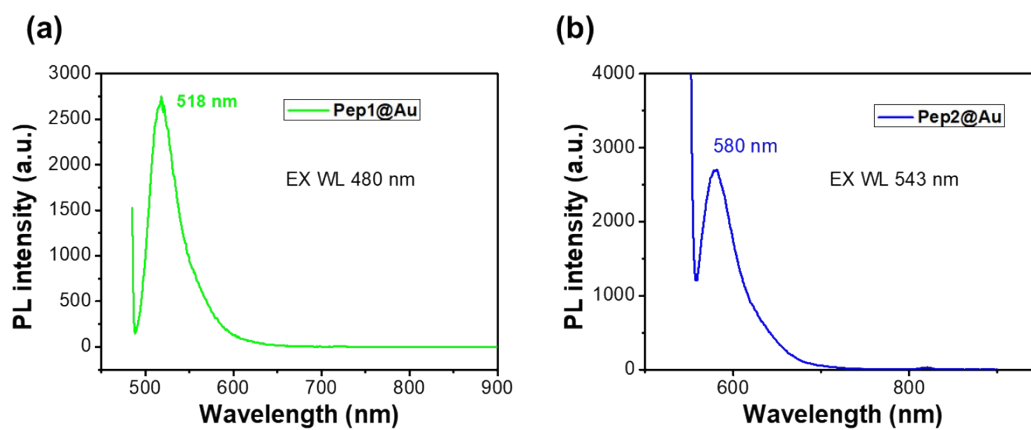 (a)
(b)
3000
2500
2000
1500
1000
500
0
PL intensity (a.u.)
518 nm
Pep1@Au
EX WL 480 nm
500
600
700
800
900
Wavelength (nm)
4000
3000
2000
1000
0
PL intensity (a.u.)
580 nm
Pep2@Au
EX WL 543 nm
600
800
Wavelength (nm)